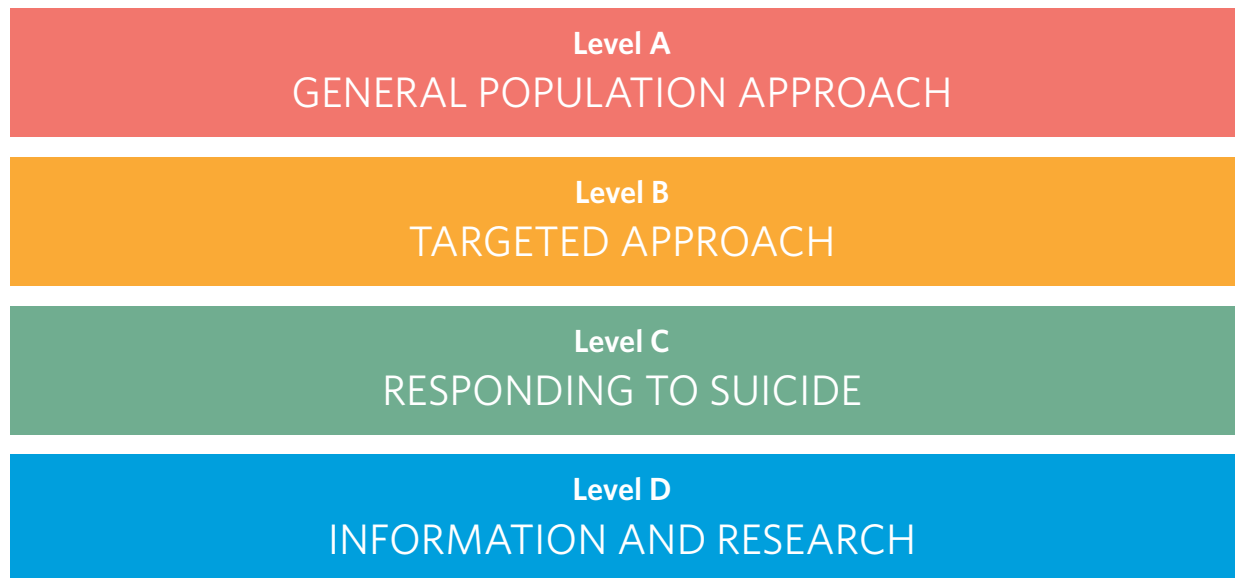 Level A
GENERAL POPULATION APPROACH
Level B
TARGETED APPROACH
Level C
RESPONDING TO SUICIDE
Level D
INFORMATION AND RESEARCH